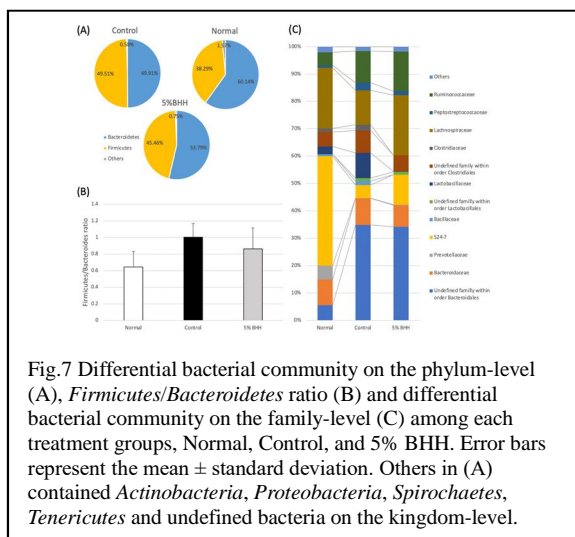 (A)
Control
0.58%
49.51%
49.91%
Normal
38.29%
60.14%
5%BHH
0.75%
45.46%
53.79%
Bacteroidetes
Firmicutes
Others
(B)
Firmicutes/Bacteroides ratio
1.4
1.2
1
0.8
0.6
0.4
0.2
0
Normal
Control
5% BHH
(C)
100%
90%
80%
70%
60%
50%
40%
30%
20%
10%
0%
Normal
Control
5% BHH
Others
Ruminococcaceae
Peptostreptococcaceae
Lachnospiraceae
Clostridiaceae
Undefined family within
order Clostridiales
Lactobacillaceae
Undefined family within
order Lactobacillales
Bacillaceae
S24-7
Prevotellaceae
Bacteroidaceae
Undefined family within
order Bacteroidales
Fig.7 Differential bacterial community on the phylum-level
(A), Firmicutes/Bacteroidetes ratio (B) and differential
bacterial community on the family-level (C) among each
treatment groups, Normal, Control, and 5% BHH. Error bars
represent the mean ± standard deviation. Others in (A)
contained Actinobacteria, Proteobacteria, Spirochaetes,
Tenericutes and undefined bacteria on the kingdom-level.